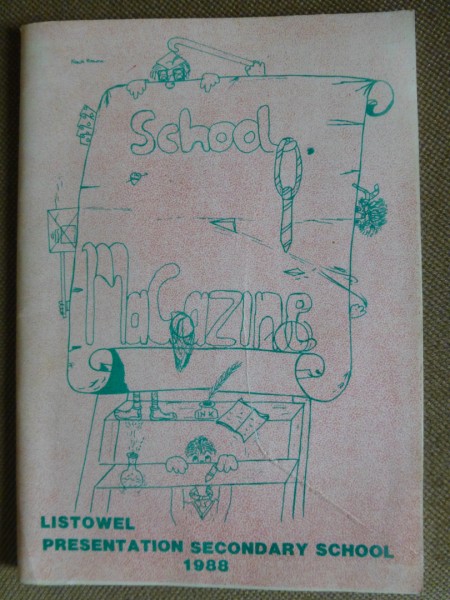 School
MaGazine
INK
LISTOWEL
PRESENTATION SECONDARY SCHOOL
1988